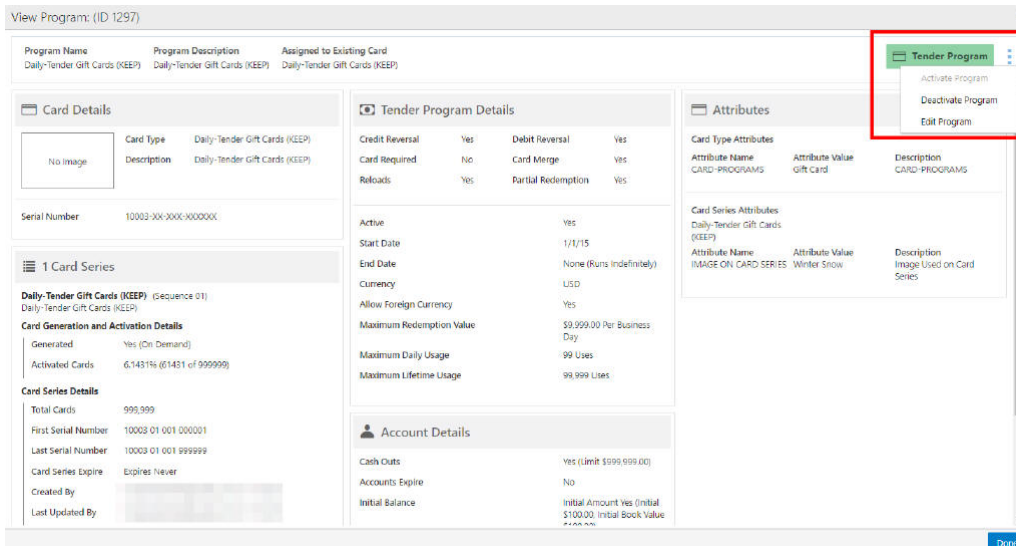 View Program: (ID 1297)
Program Name Program Description Assigned to Existing Card
Daily-Tender Gift Cards (KEEP) Daily-Tender Gift Cards (KEEP) Daily-Tender Gift Cards (KEEP)
Tender Program
Activate Program
Deactivate Program
Edit Program
Card Details
No Image
Card Type Daily-Tender Gift Cards (KEEP)
Description Daily-Tender Gift Cards (KEEP)
Serial Number 10003-XX-XXX-XXXXXX
1 Card Series
Daily-Tender Gift Cards (KEEP) (Sequence 01)
Daily-Tender Gift Cards (KEEP)
Card Generation and Activation Details
Generated Yes (On Demand)
Activated Cards 6.1431% (61431 of 999999)
Card Series Details
Total Cards 999,999
First Serial Number 10003 01 001 000001
Last Serial Number 10003 01 001 999999
Card Series Expire Expires Never
Created By
Last Updated By
Tender Program Details
Credit Reversal Yes Debit Reversal Yes
Card Required No Card Merge Yes
Reloads Yes Partial Redemption Yes
Active Yes
Start Date 1/1/15
End Date None (Runs Indefinitely)
Currency USD
Allow Foreign Currency Yes
Maximum Redemption Value $9,999.00 Per Business
Day
Maximum Daily Usage 99 Uses
Maximum Lifetime Usage 99,999 Uses
Account Details
Cash Outs Yes (Limit $999,999.00)
Accounts Expire No
Initial Balance Initial Amount Yes (Initial
$100.00, Initial Book Value
$100.00)
Attributes
Card Type Attributes
Attribute Name Attribute Value Description
CARD-PROGRAMS Gift Card CARD-PROGRAMS
Card Series Attributes
Daily-Tender Gift Cards
(KEEP)
Attribute Name Attribute Value Description
IMAGE ON CARD SERIES Winter Snow Image Used on Card
Series
Done